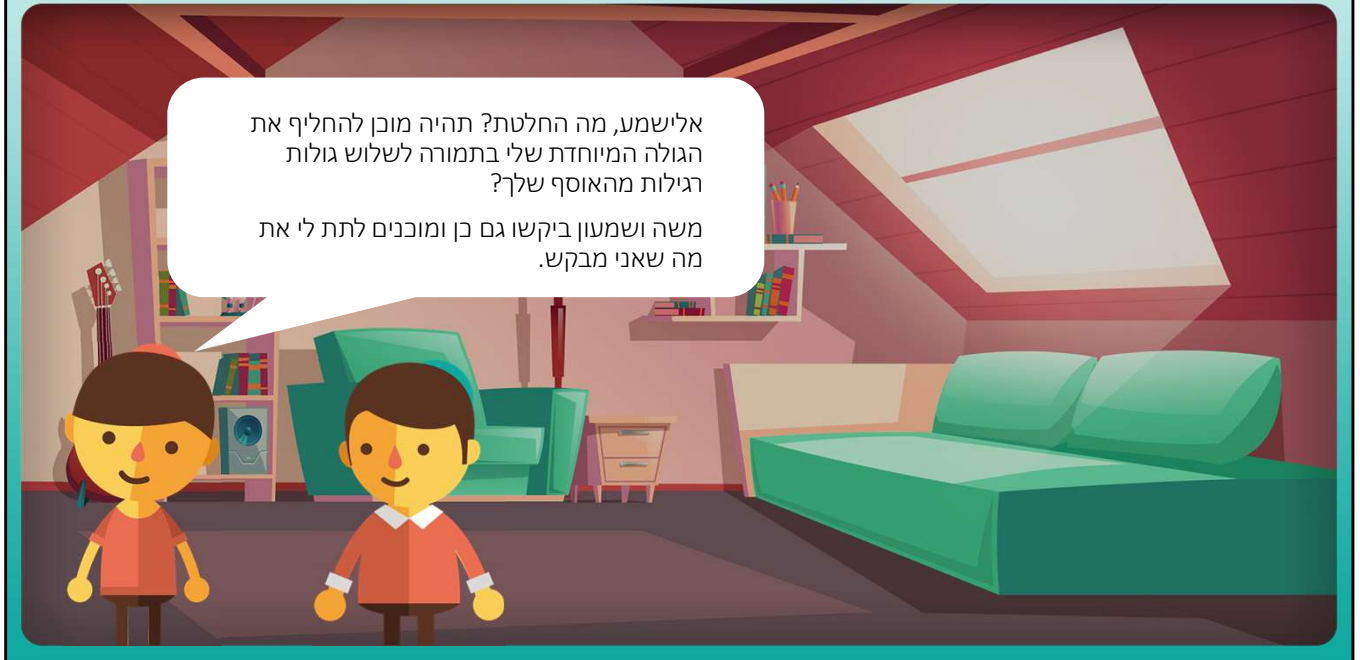 אלישמע, מה החלטת? תהיה מוכן להחליף את
הגולה המיוחדת שלי בתמורה לשלוש גולות
רגילות מהאוסף שלך?
משה ושמעון ביקשו גם כן ומוכנים לתת לי את
מה שאני מבקש.